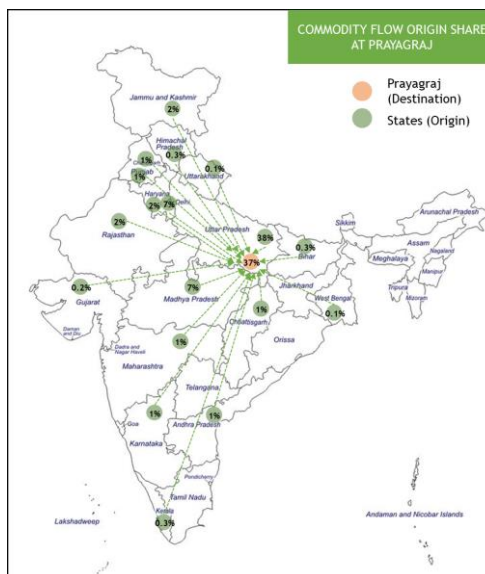 COMMODITY FLOW ORIGIN SHARE
AT PRAYAGRAJ
Prayagraj
(Destination)
States (Origin)
Jammu and Kashmir
2%
Himachal
Pradesh
0.3%
1%
Punjab
1%
0.1%
Uttarakhand
Haryana
2%
7%
Delhi
2%
Rajasthan
Uttar Pradesh
38%
37%
0.3%
Bihar
Sikkim
Arunachal Pradesh
Assam
Nagaland
Meghalaya
Manipur
Tripura
Mizoram
0.2%
Gujarat
7%
Madhya Pradesh
Jharkhand
West Bengal
0.1%
1%
Chhattisgarh
Orissa
Daman
and Diu
Dadra and
Nagar Haveli
1%
Maharashtra
Telangana
1%
Goa
Karnataka
1%
Andhra Pradesh
Pondicherry
Tamil Nadu
Kerala
0.3%
Lakshadweep
Andaman and Nicobar Islands